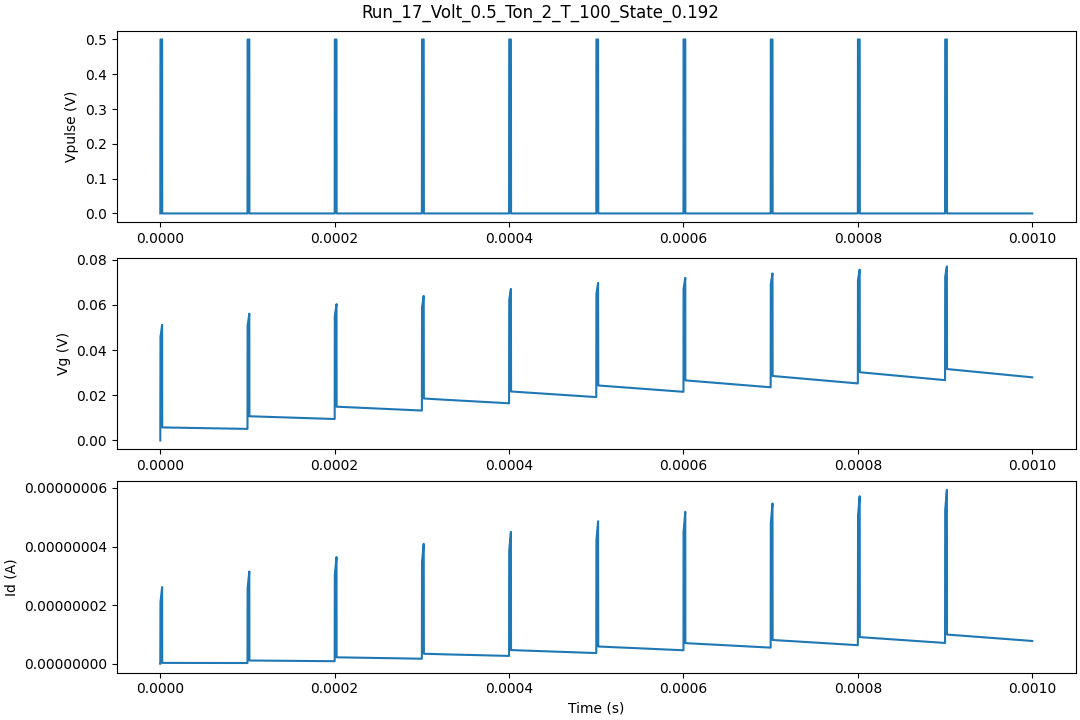 Run_17_Volt_0.5_Ton_2_T_100_State_0.192
Vpulse (V)
0.5
0.4
0.3
0.2
0.1
0.0
0.0000 0.0002 0.0004 0.0006 0.0008 0.0010
Vg (V)
0.08
0.06
0.04
0.02
0.00
0.0000 0.0002 0.0004 0.0006 0.0008 0.0010
Id (A)
0.00000006
0.00000004
0.00000002
0.00000000
0.0000 0.0002 0.0004 0.0006 0.0008 0.0010
Time (s)